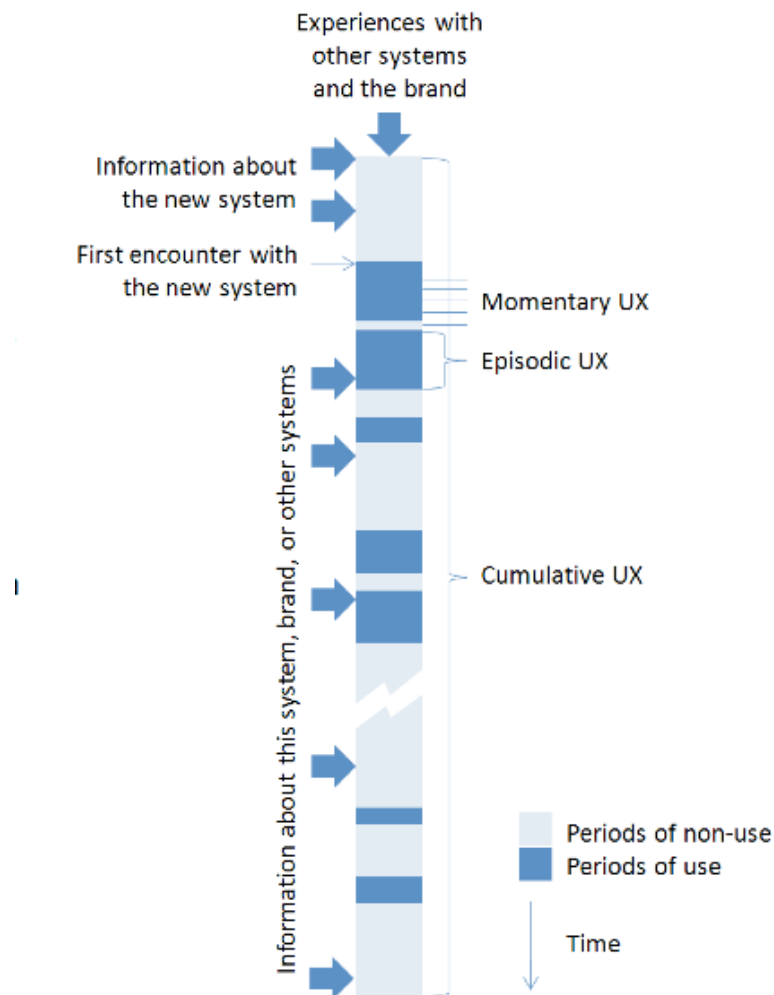 Experiences with
other systems
and the brand
Information about
the new system
First encounter with
the new system
Momentary UX
Episodic UX
Information about this system, brand, or other systems
Cumulative UX
Periods of non-use
Periods of use
Time